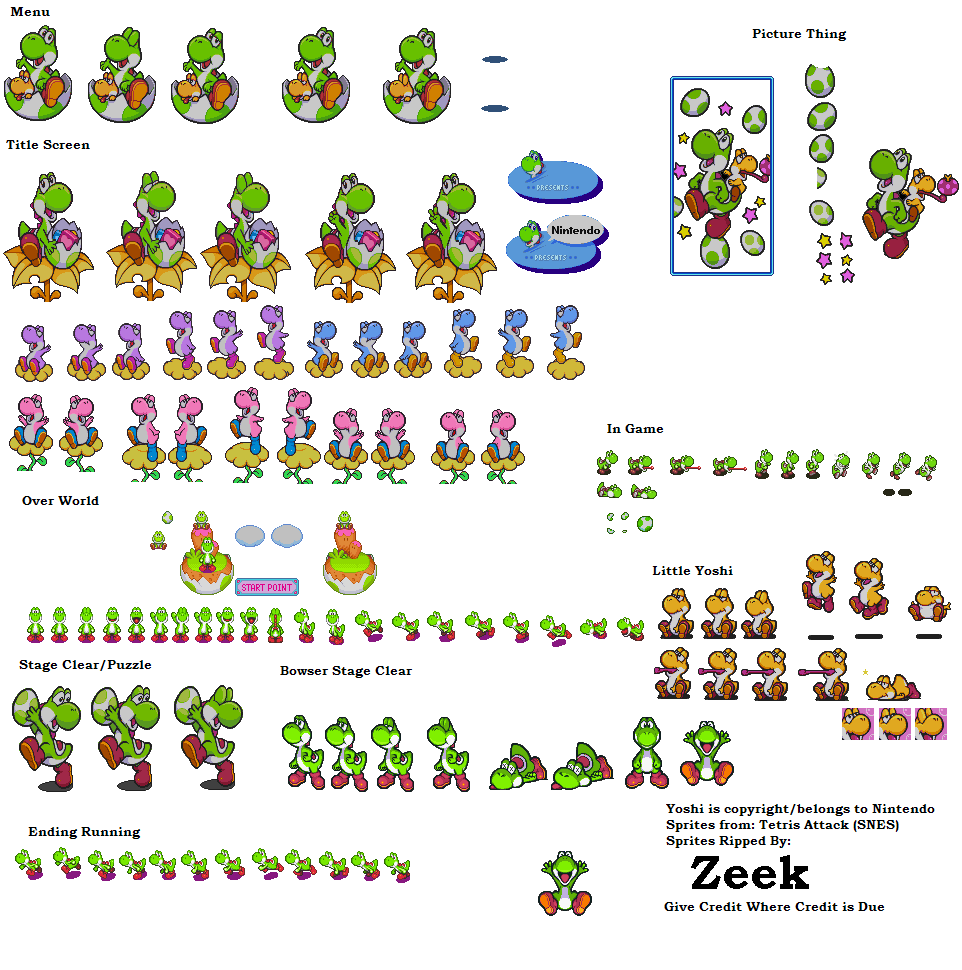 Menu
Picture Thing
Title Screen
PRESENTS
Nintendo
PRESENTS
In Game
Over World
START POINT
Little Yoshi
Stage Clear/Puzzle
Bowser Stage Clear
Yoshi is copyright/belongs to Nintendo
Sprites from: Tetris Attack (SNES)
Sprites Ripped By:
Zeek
Give Credit Where Credit is Due
Ending Running